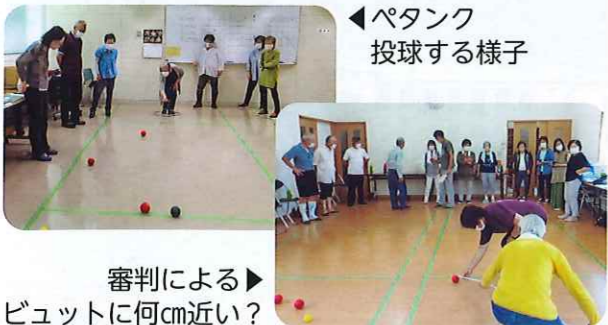 ◀ペタンク
投球する様子
審判による▶
ビュットに何㎝近い？